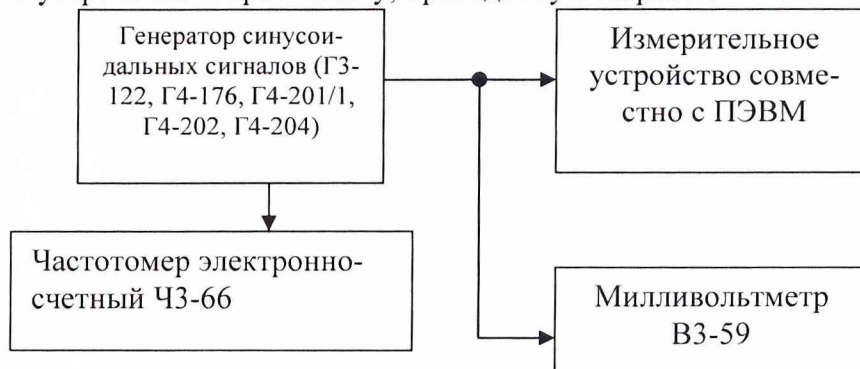 Генератор синусои-
дальных сигналов (Г3-
122, Г4-176, Г4-201/1,
Г4-202, Г4-204)
Измерительное
устройство совме-
стно с ПЭВМ
Частотомер электронно-
счетный Ч3-66
Милливольтметр
В3-59